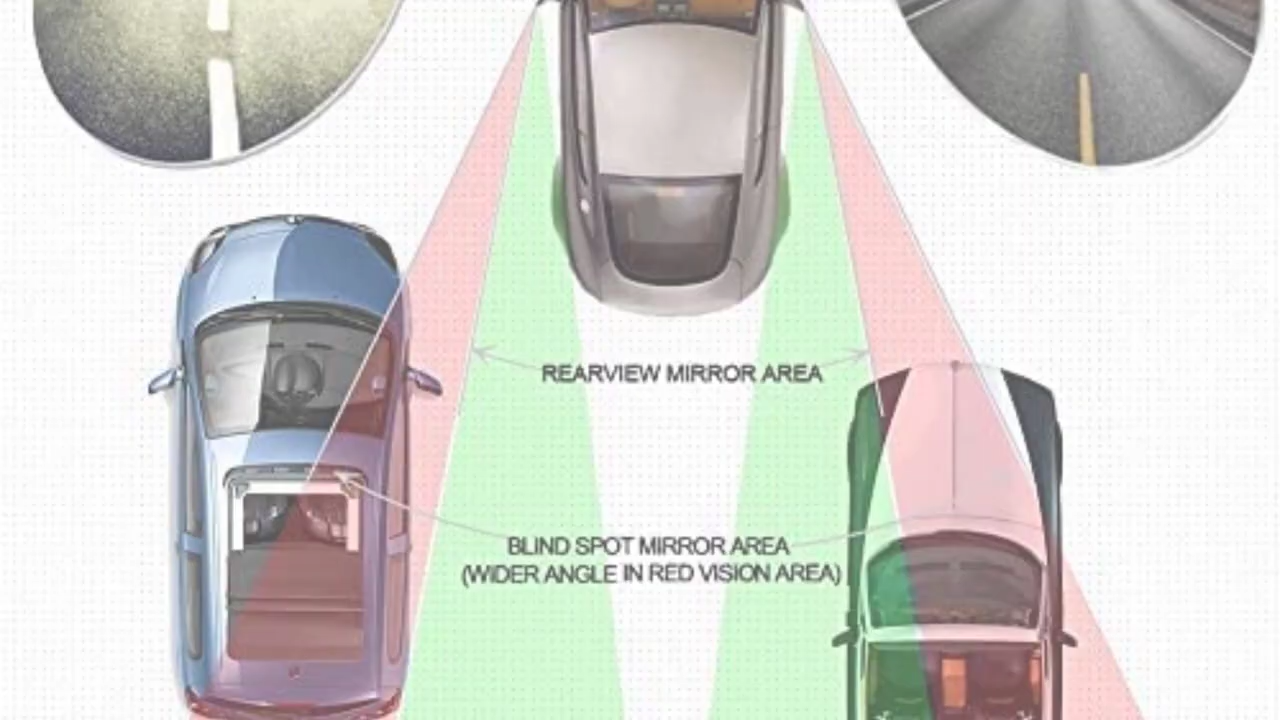 REARVIEW MIRROR AREA
BLIND SPOT MIRROR AREA
(WIDER ANGLE IN RED VISION AREA)